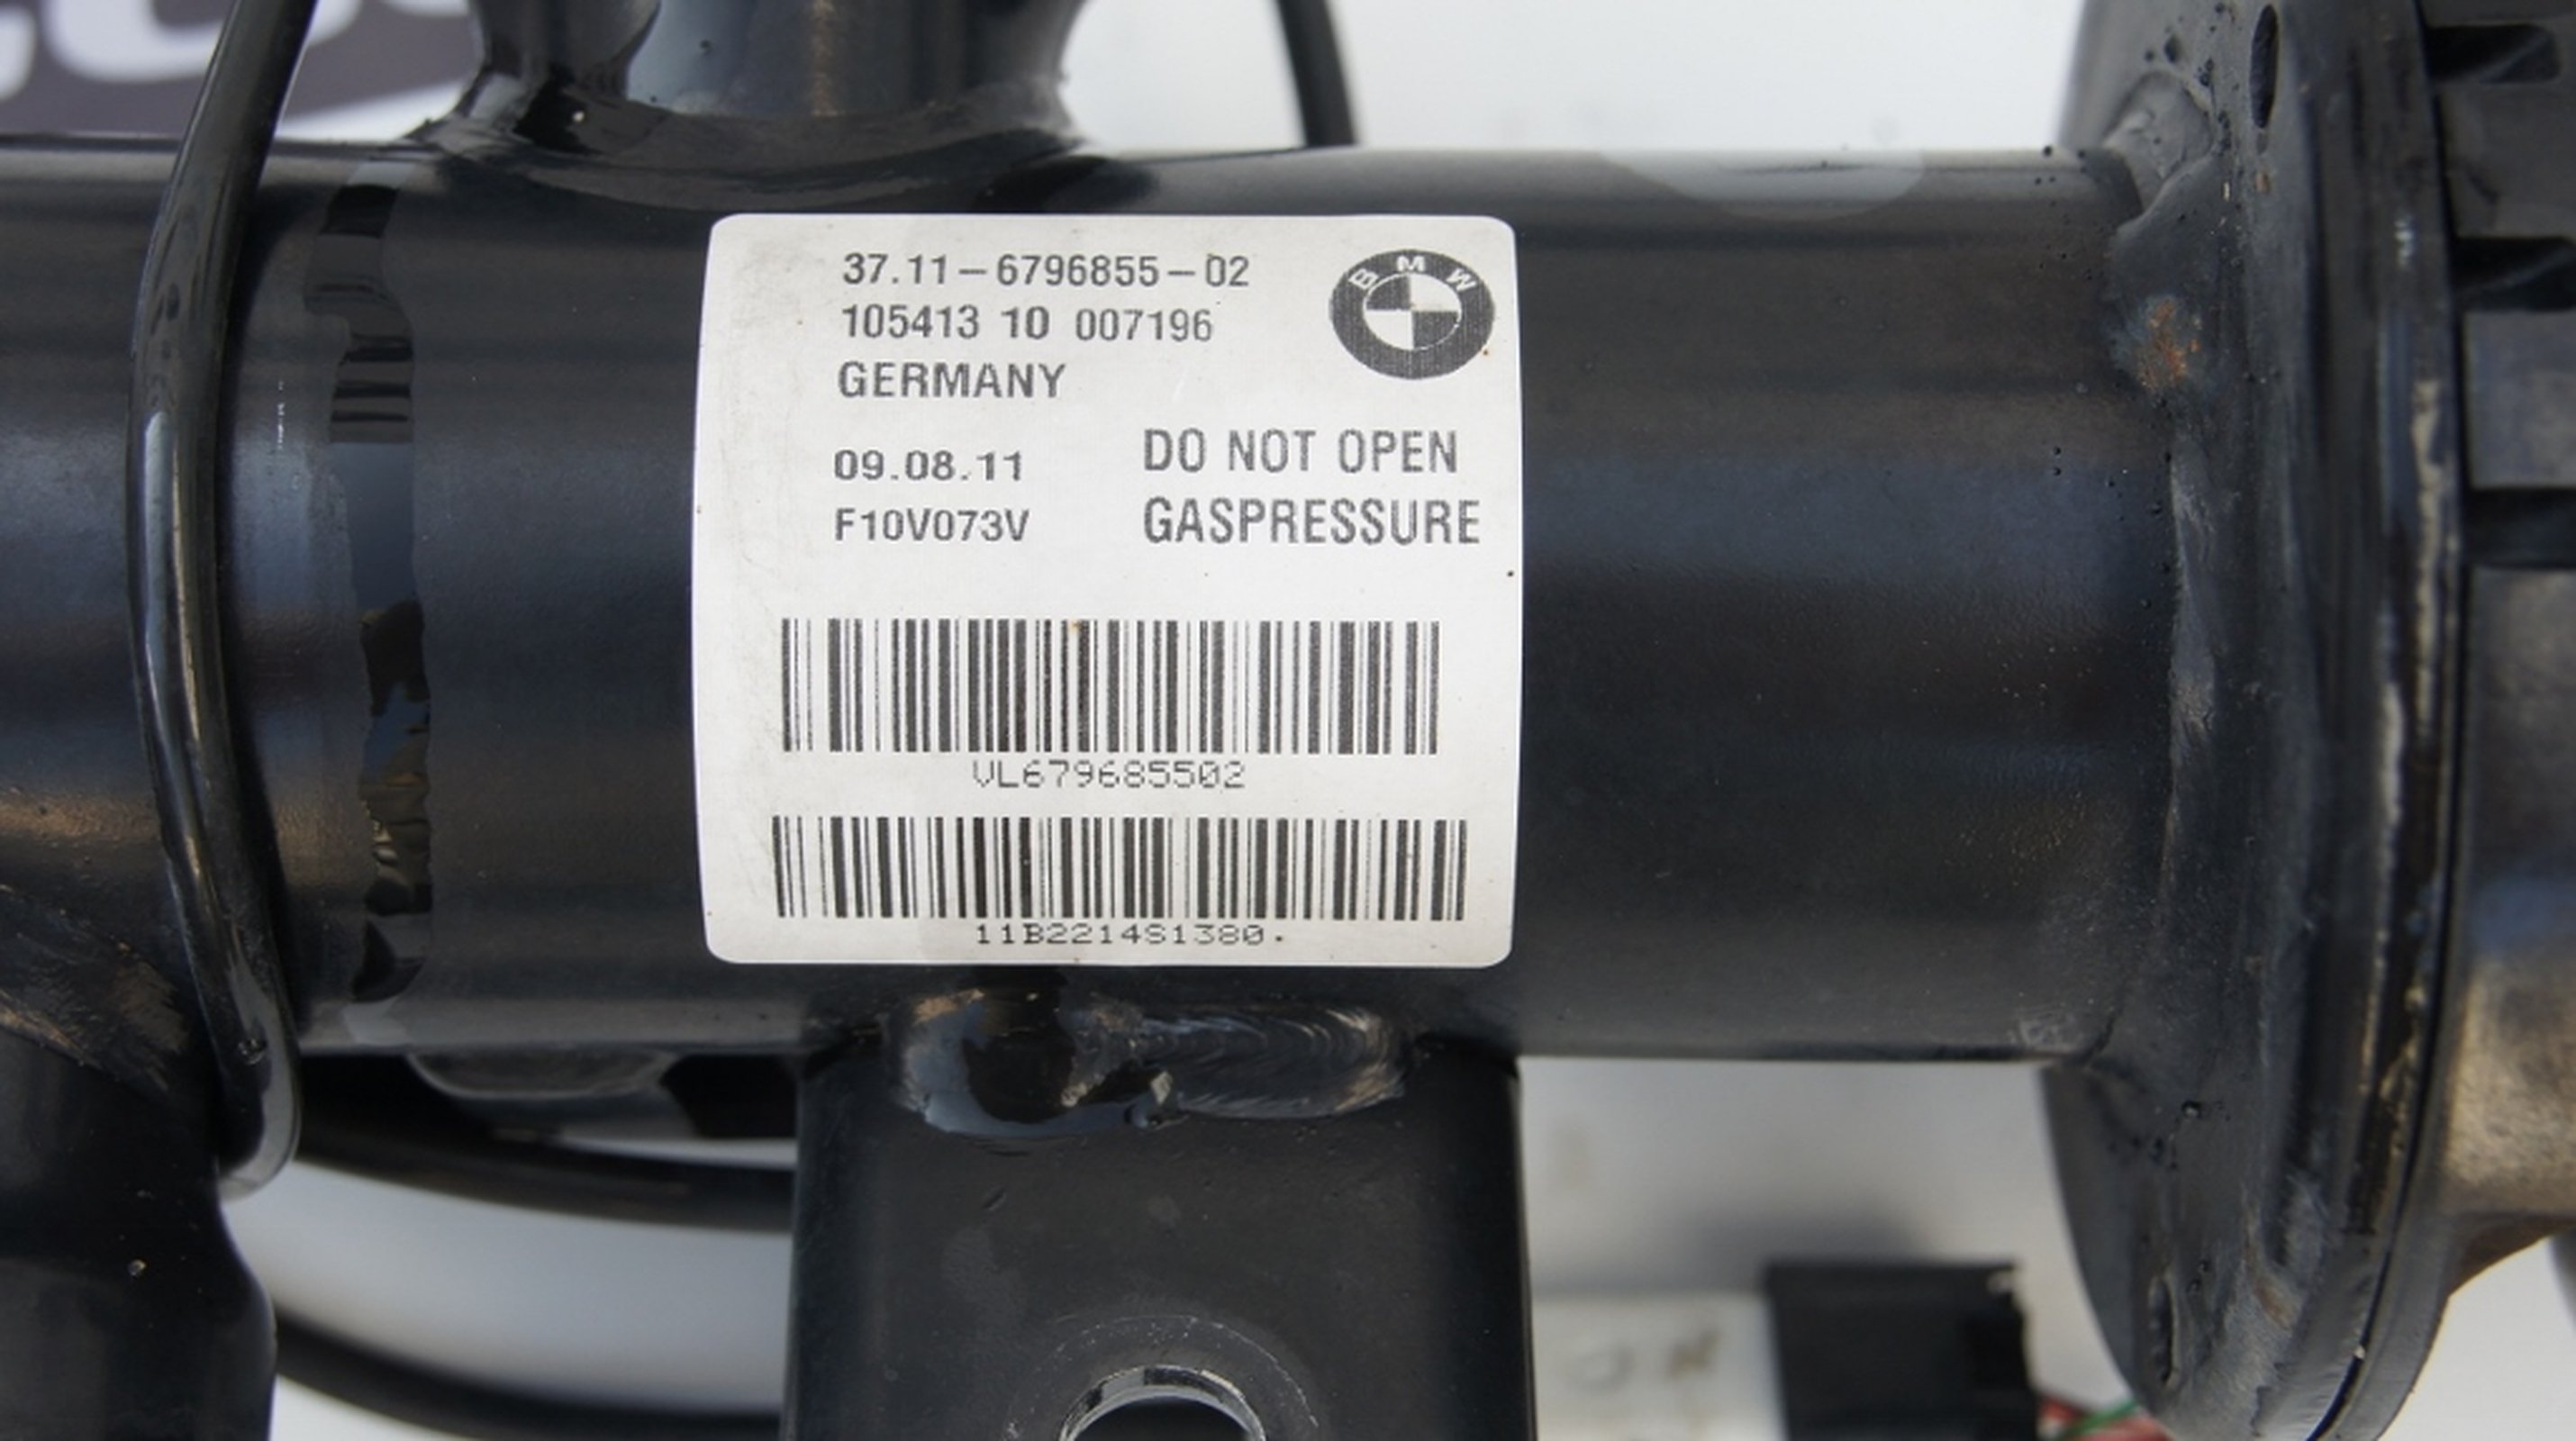 37.11-6796855-02
105413 10 007196
GERMANY
BMW
09.08.11
F10V073V
DO NOT OPEN
GASPRESSURE
VL679685502
11B2214S1380.